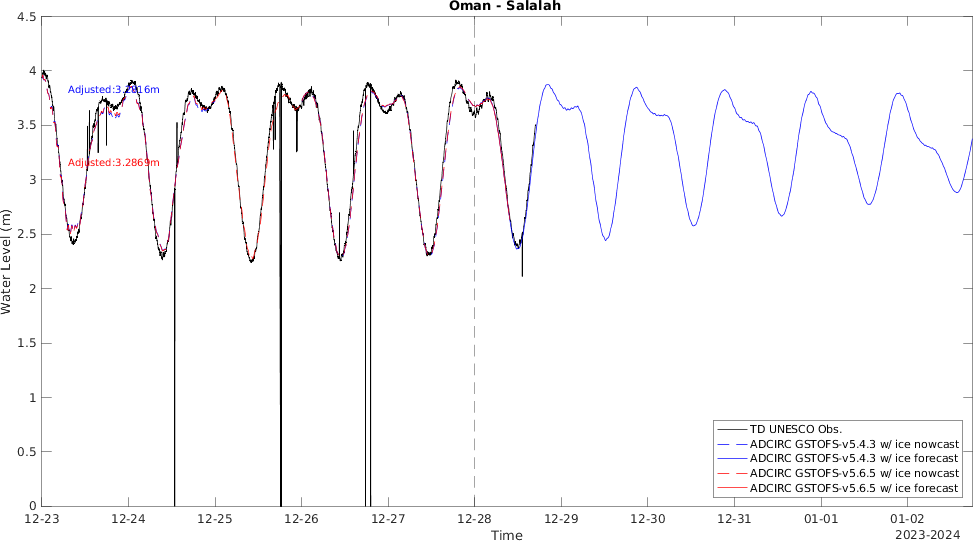 Oman - Salalah
4.5
4
3.5
3
2.5
2
1.5
1
0.5
0
Water Level (m)
Adjusted:3.2916m
Adjusted:3.2869m
TD UNESCO Obs.
ADCIRC GSTOFS-v5.4.3 w/ ice nowcast
ADCIRC GSTOFS-v5.4.3 w/ ice forecast
ADCIRC GSTOFS-v5.6.5 w/ ice nowcast
ADCIRC GSTOFS-v5.6.5 w/ ice forecast
12-23 12-24 12-25 12-26 12-27 12-28 12-29 12-30 12-31 01-01 01-02
Time
2023-2024